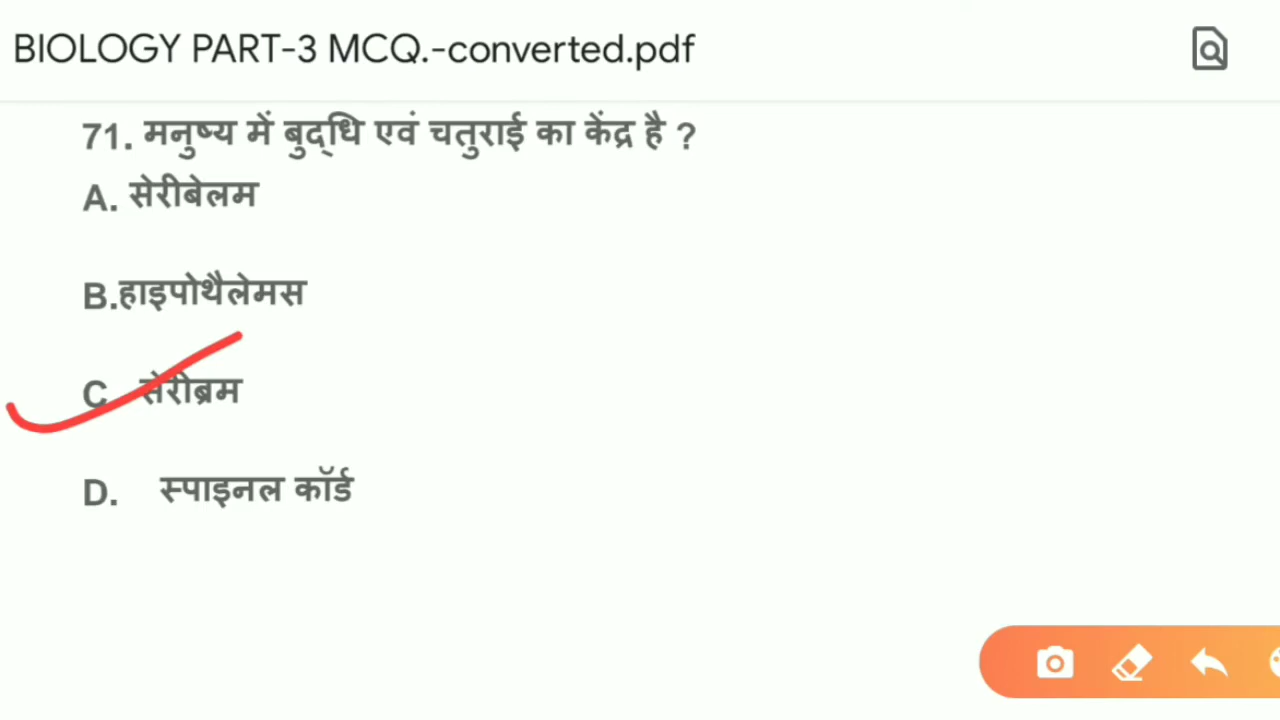 BIOLOGY PART-3 MCQ.-converted.pdf
71. मनुष्य में बुद्धि एवं चतुराई का केंद्र है ?
A. सेरीबेलम
B.हाइपोथैलेमस
C. सेरीब्रम
D. स्पाइनल कॉर्ड